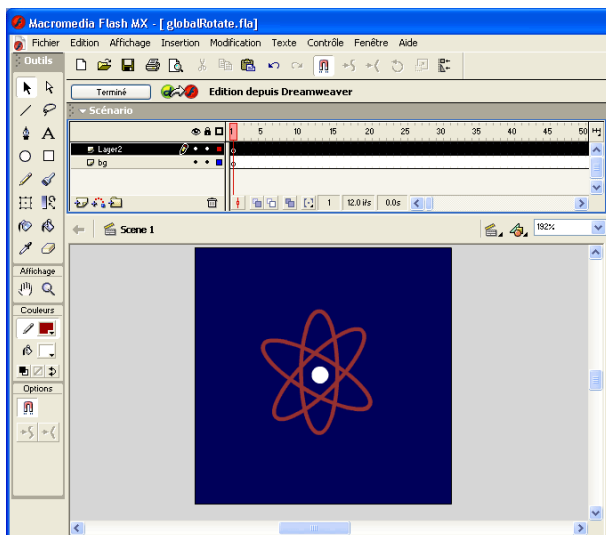 Macromedia Flash MX - [ globalRotate.fla]
Fichier Edition Affichage Insertion Modification Texte Contrôle Fenêtre Aide
Outils
Terminé
Edition depuis Dreamweaver
Scénario
1 5 10 15 20 25 30 35 40 45 50
Layer2
bg
1 12.0 i/s 0.0s
Scene 1
192%
Affichage
Couleurs
Options